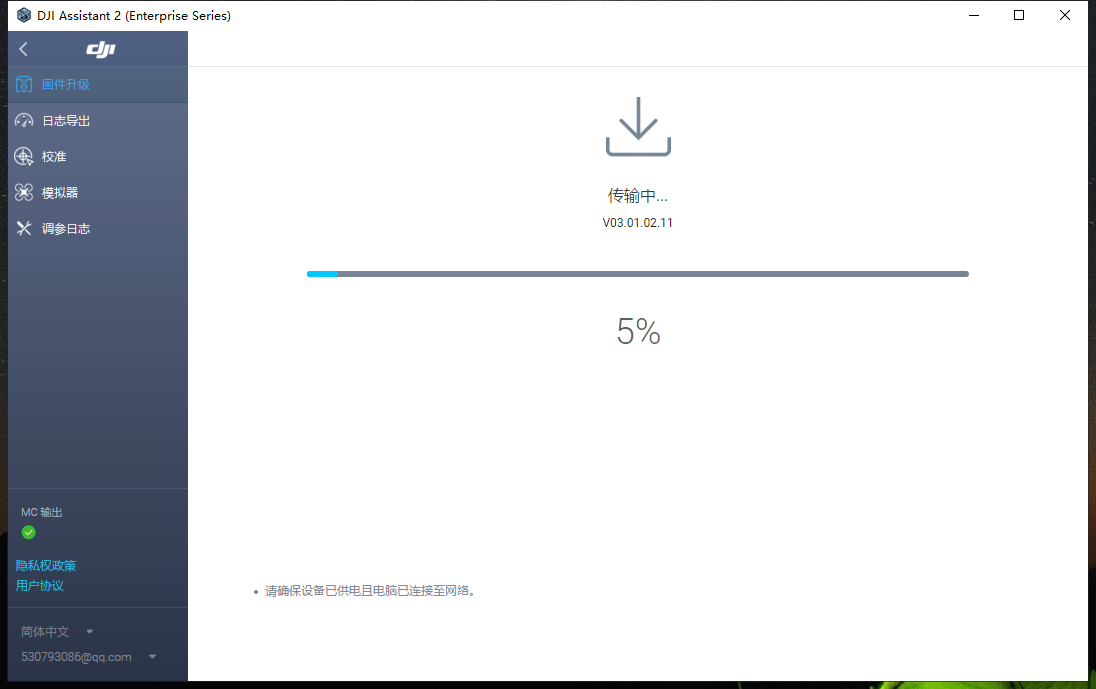 DJI Assistant 2 (Enterprise Series)
dji
固件升级
日志导出
校准
模拟器
调参日志
传输中...
V03.01.02.11
5%
MC 输出
隐私权政策
用户协议
请确保设备已供电且电脑已连接至网络。
简体中文
530793086@qq.com